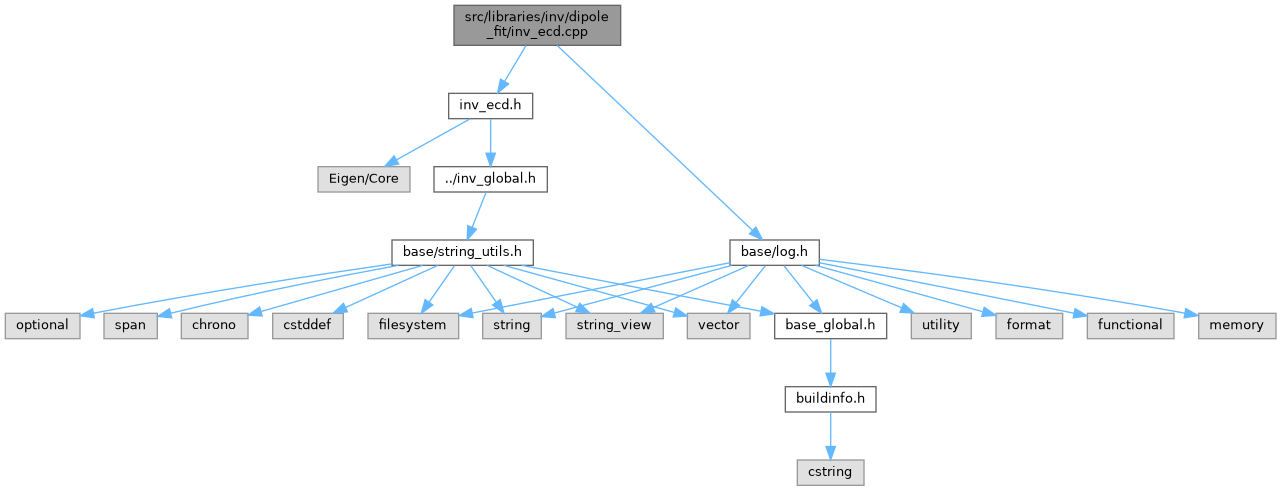 src/libraries/inv/dipole
_fit/inv_ecd.cpp
inv_ecd.h
Eigen/Core
../inv_global.h
base/string_utils.h
base/log.h
optional
span
chrono
cstddef
filesystem
string
string_view
vector
base_global.h
utility
format
functional
memory
buildinfo.h
cstring